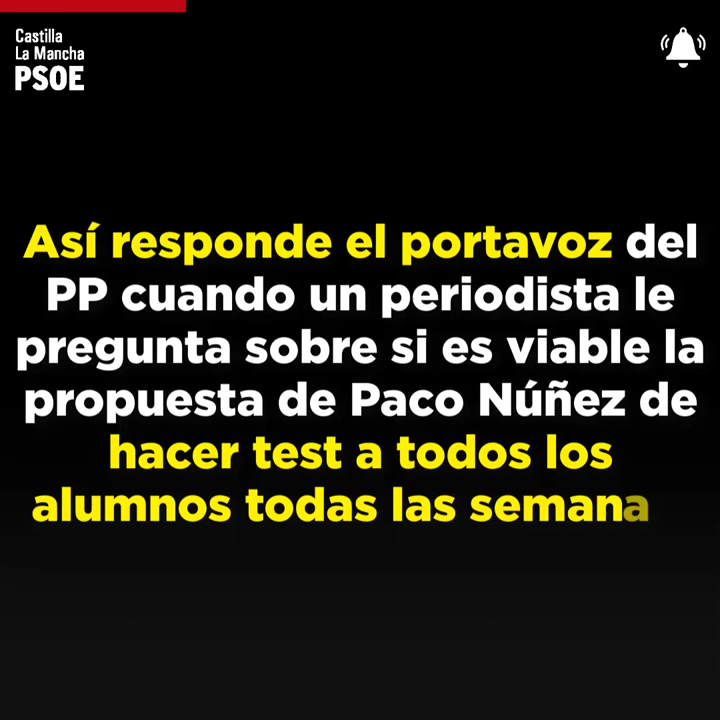 Castilla
La Mancha
PSOE
Así responde el portavoz del
PP cuando un periodista le
pregunta sobre si es viable la
propuesta de Paco Núñez de
hacer test a todos los
alumnos todas las semana